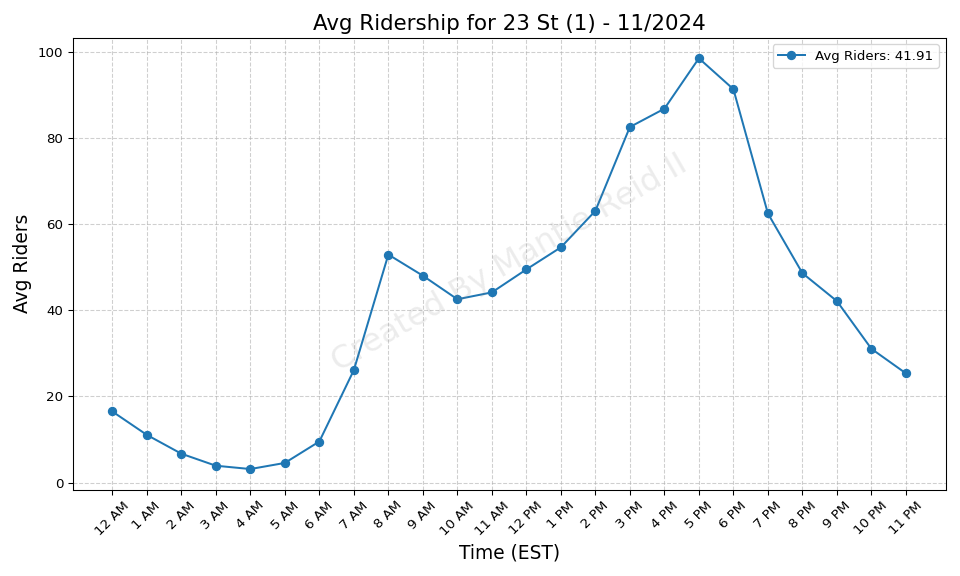 Avg Ridership for 23 St (1) - 11/2024
Avg Riders: 41.91
100
80
60
40
20
0
Avg Riders
Created By Mantie Reid II
12 AM
1 AM
2 AM
3 AM
4 AM
5 AM
6 AM
7 AM
8 AM
9 AM
10 AM
11 AM
12 PM
1 PM
2 PM
3 PM
4 PM
5 PM
6 PM
7 PM
8 PM
9 PM
10 PM
11 PM
Time (EST)